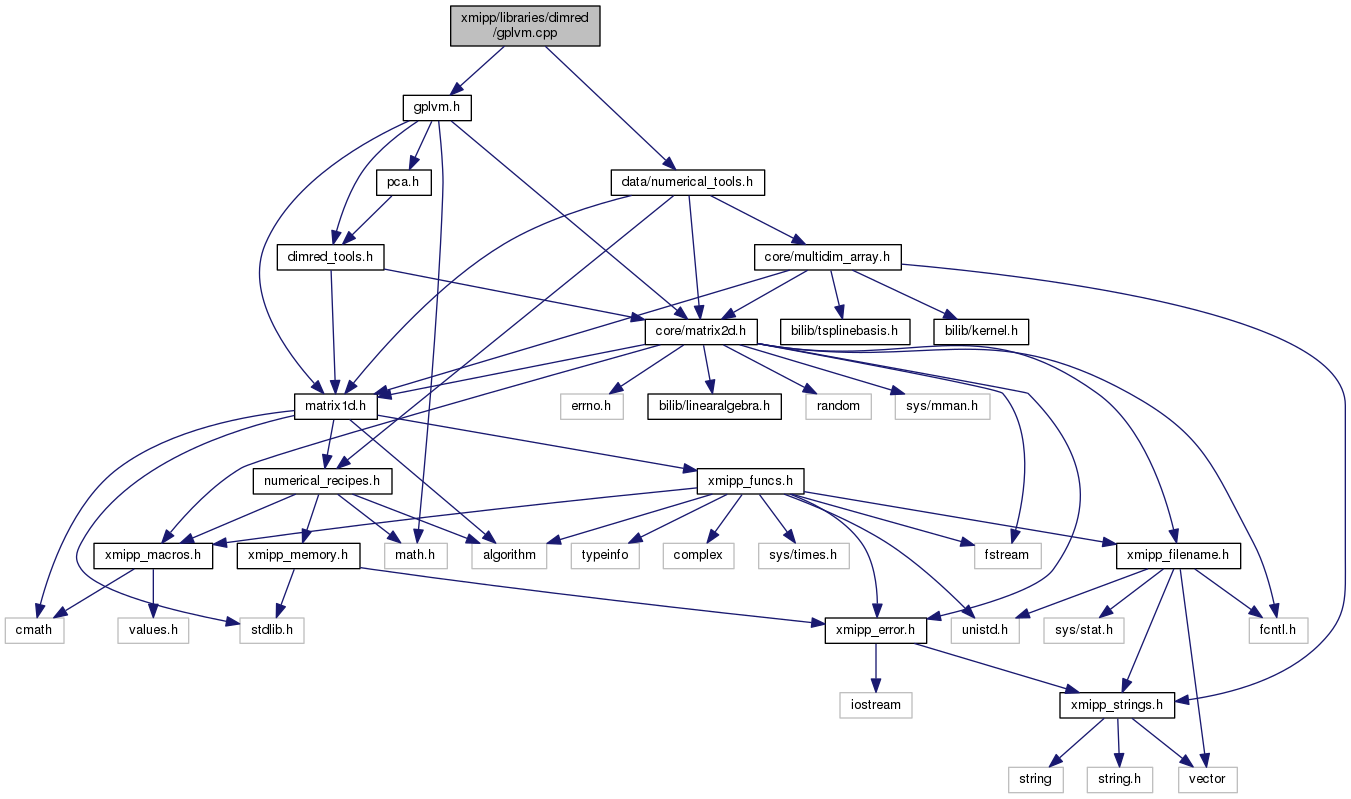 xmipp/libraries/dimred
/gplvm.cpp
gplvm.h
pca.h
data/numerical_tools.h
dimred_tools.h
core/multidim_array.h
core/matrix2d.h
bilib/tsplinebasis.h
bilib/kernel.h
matrix1d.h
errno.h
bilib/linearalgebra.h
random
sys/mman.h
numerical_recipes.h
xmipp_funcs.h
xmipp_macros.h
xmipp_memory.h
math.h
algorithm
typeinfo
complex
sys/times.h
fstream
xmipp_filename.h
cmath
values.h
stdlib.h
xmipp_error.h
unistd.h
sys/stat.h
fcntl.h
iostream
xmipp_strings.h
string
string.h
vector